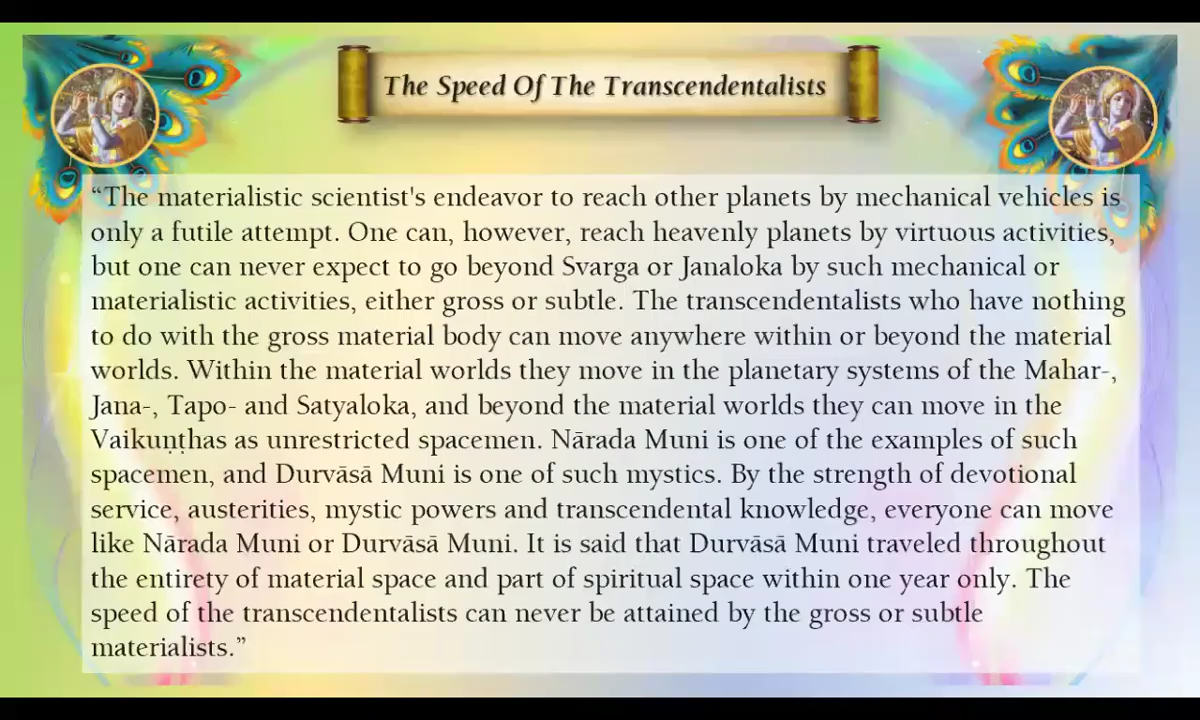 The Speed Of The Transcendentalists
“The materialistic scientist's endeavor to reach other planets by mechanical vehicles is
only a futile attempt. One can, however, reach heavenly planets by virtuous activities,
but one can never expect to go beyond Svarga or Janaloka by such mechanical or
materialistic activities, either gross or subtle. The transcendentalists who have nothing
to do with the gross material body can move anywhere within or beyond the material
worlds. Within the material worlds they move in the planetary systems of the Mahar-,
Jana-, Tapo- and Satyaloka, and beyond the material worlds they can move in the
Vaikuṇṭhas as unrestricted spacemen. Nārada Muni is one of the examples of such
spacemen, and Durvāsā Muni is one of such mystics. By the strength of devotional
service, austerities, mystic powers and transcendental knowledge, everyone can move
like Nārada Muni or Durvāsā Muni. It is said that Durvāsā Muni traveled throughout
the entirety of material space and part of spiritual space within one year only. The
speed of the transcendentalists can never be attained by the gross or subtle
materialists.”